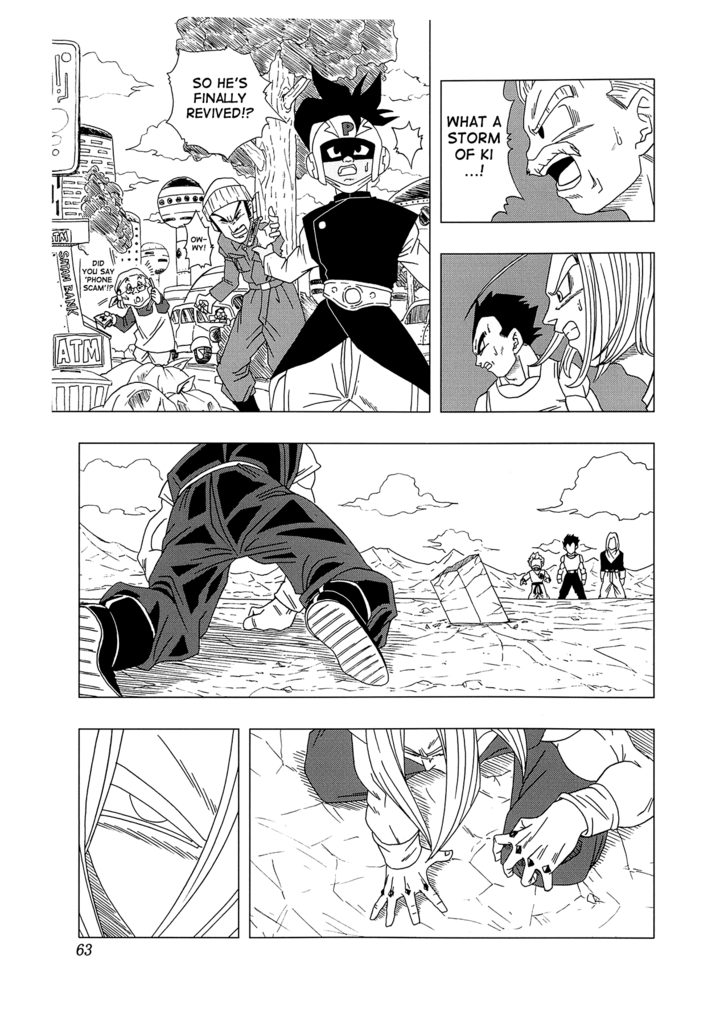 WHAT A
STORM
OF KI
...!
SO HE'S
FINALLY
REVIVED!?
P
OW-
WY!
DID
YOU SAY
"PHONE
SCAM"!?
ATM
SATAN BANK
ATM
63